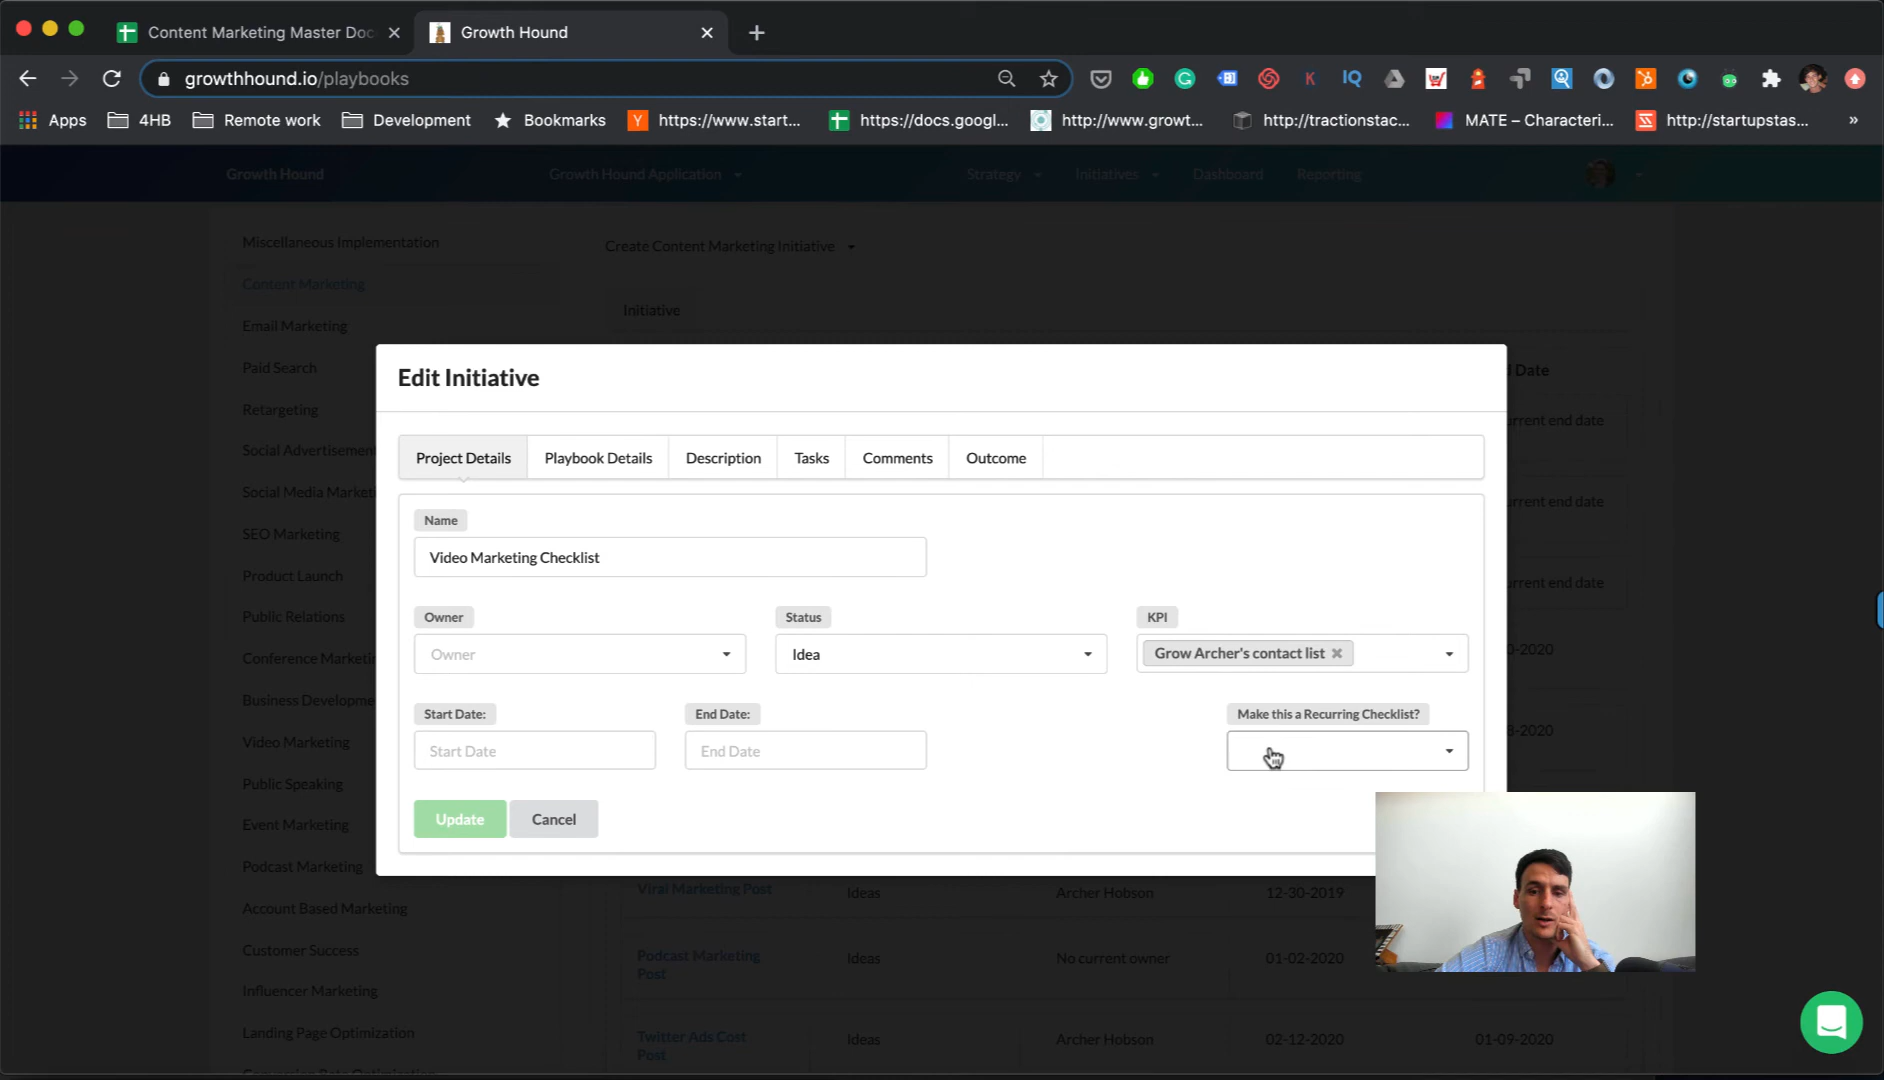 Content Marketing Master Doc
Growth Hound
growthhound.io/playbooks
Apps
4HB
Remote work
Development
Bookmarks
https://www.start...
https://docs.googl...
http://www.growt...
http://tractionstac...
MATE – Characteri...
http://startupstas...
»
Growth Hound
Growth Hound Application
Strategy
Initiatives
Dashboard
Reporting
Miscellaneous Implementation
Create Content Marketing Initiative
Content Marketing
Initiative
Email Marketing
Paid Search
Date
Retargeting
current end date
Social Advertisement
Social Media Marketi
current end date
SEO Marketing
Product Launch
current end date
Public Relations
Conference Marketin
Business Developme
Video Marketing
Public Speaking
Event Marketing
Podcast Marketing
Account Based Marketing
Customer Success
Influencer Marketing
Landing Page Optimization
Conversion Rate Optimization
Edit Initiative
Project Details
Playbook Details
Description
Tasks
Comments
Outcome
Name
Video Marketing Checklist
Owner
Status
KPI
Owner
Idea
Grow Archer's contact list
Start Date:
End Date:
Make this a Recurring Checklist?
Start Date
End Date
Update
Cancel
Viral Marketing Post
Ideas
Archer Hobson
12-30-2019
Podcast Marketing
Post
Ideas
No current owner
01-02-2020
Twitter Ads Cost
Post
Ideas
Archer Hobson
02-12-2020
01-09-2020